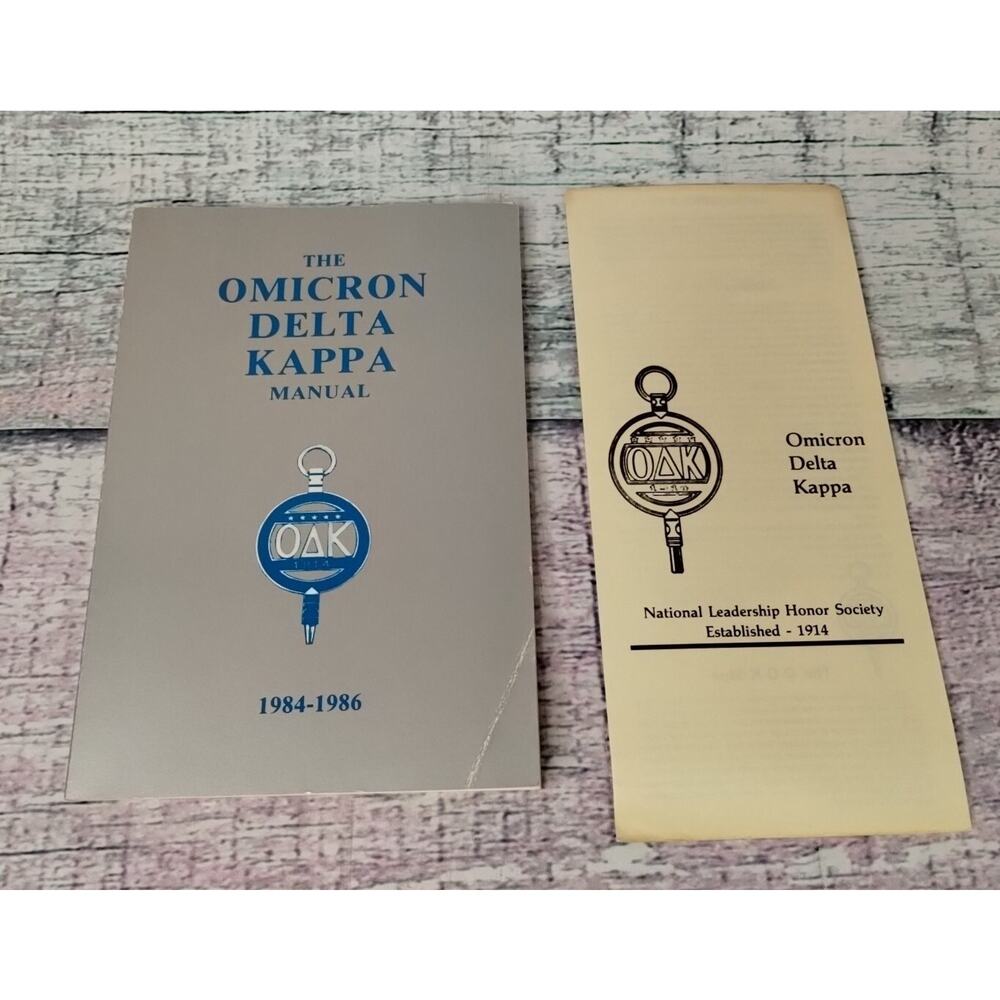 THE
OMICRON
DELTA
KAPPA
MANUAL
ΟΔΚ
1914
1984-1986
ΟΔΚ
Omicron
Delta
Kappa
National Leadership Honor Society
Established - 1914